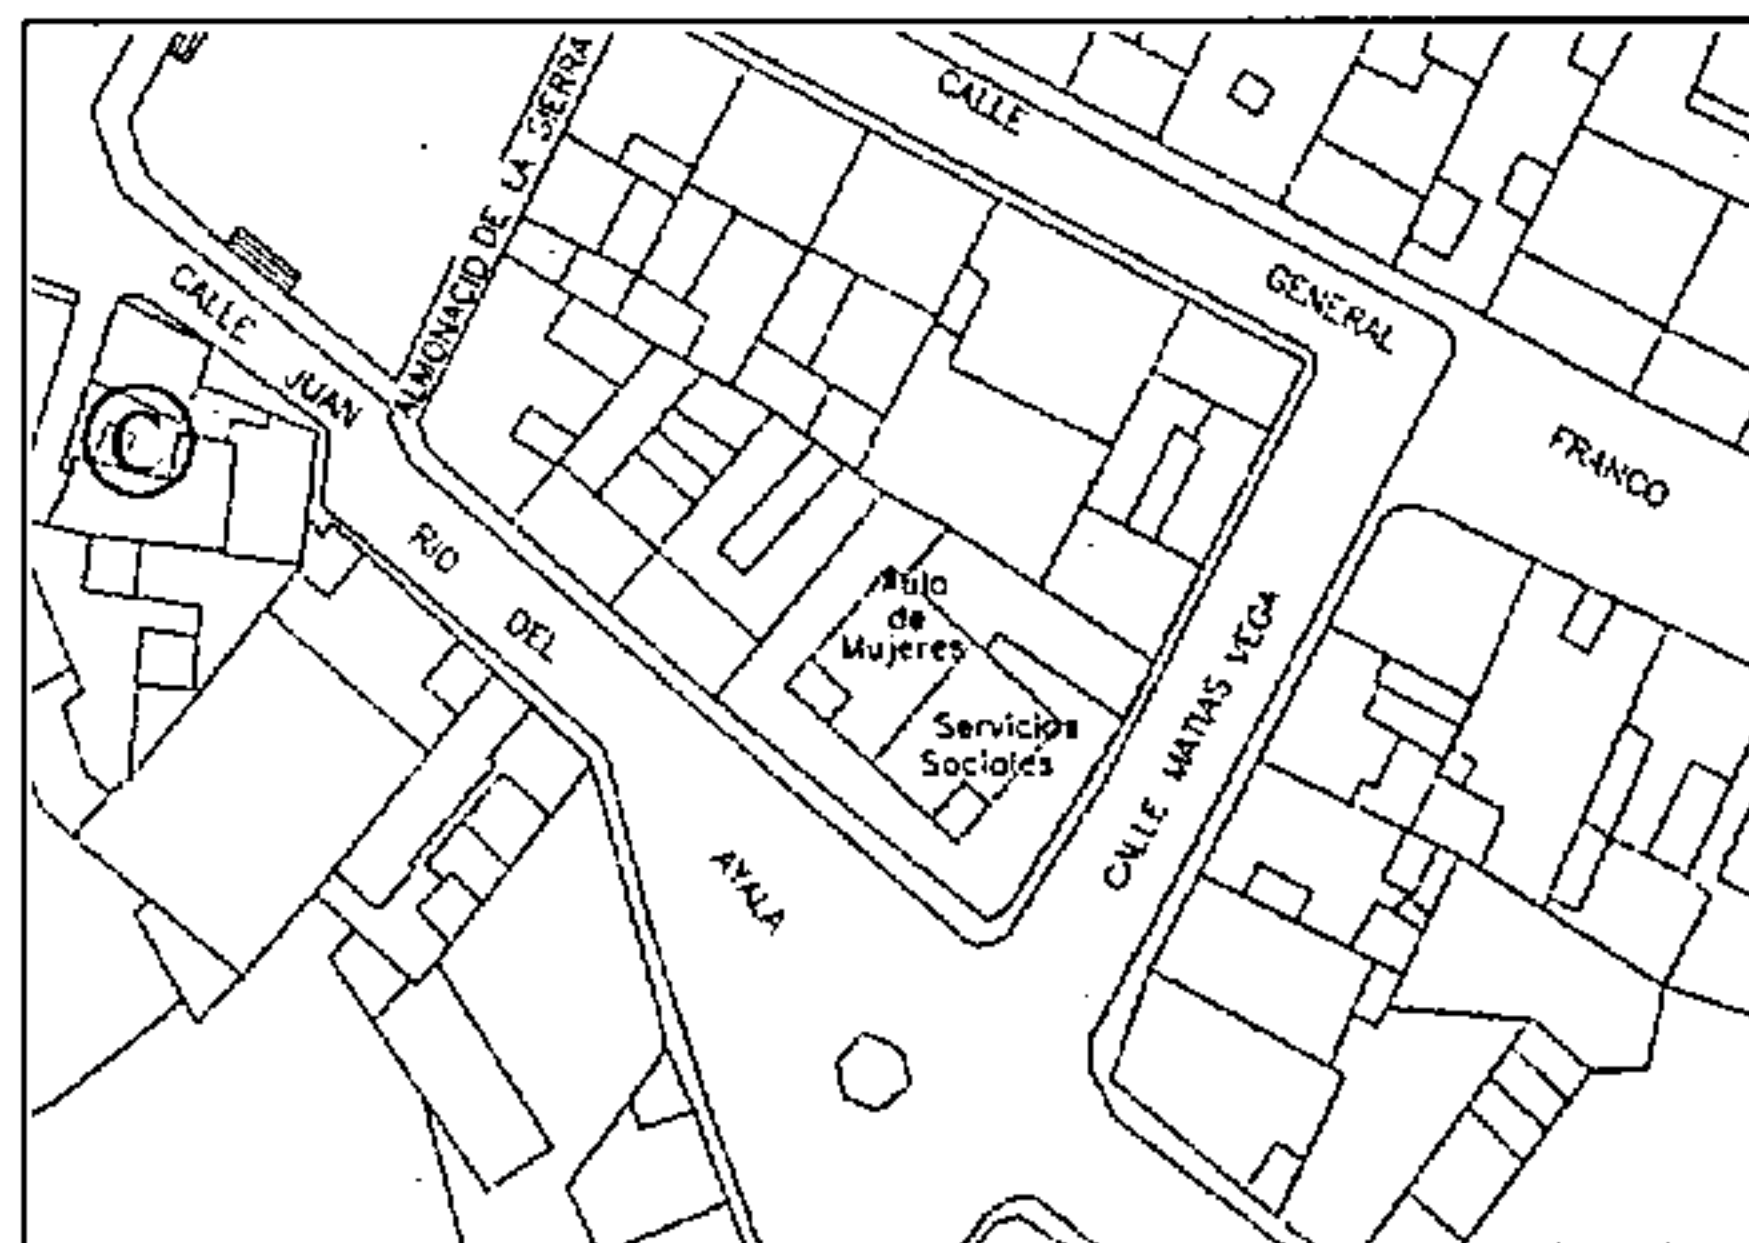 CALLE
GENERAL
FRANCO
ALMONACID DE LA SIERRA
CALLE
JUAN
RIO
DEL
AYALA
C
Aula
de
Mujeres
Servicios
Sociales
CALLE MATIAS VEGA